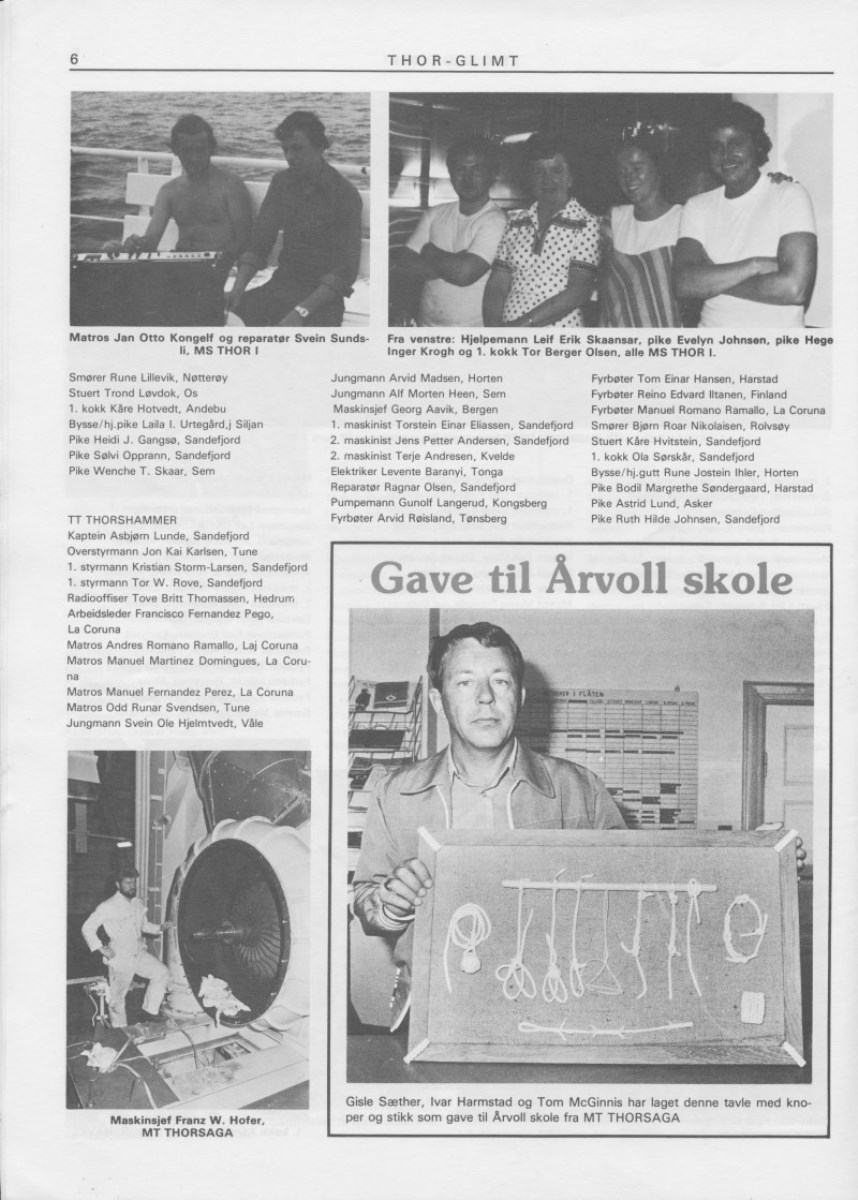 6
THOR-GLIMT
Matros Jan Otto Kongelf og reparatør Svein Sunds-
li, MS THOR I
Fra venstre: Hjelpemann Leif Erik Skaansar, pike Evelyn Johnsen, pike Hege
Inger Krogh og 1. kokk Tor Berger Olsen, alle MS THOR I.
Smører Rune Lillevik, Nøtterøy
Stuert Trond Løvdok, Os
1. kokk Kåre Hotvedt, Andebu
Bysse/hj.pike Laila I. Urtegård,j Siljan
Pike Heidi J. Gangsø, Sandefjord
Pike Sølvi Opprann, Sandefjord
Pike Wenche T. Skaar, Sem
TT THORSHAMMER
Kaptein Asbjørn Lunde, Sandefjord
Overstyrmann Jon Kai Karlsen, Tune
1. styrmann Kristian Storm-Larsen, Sandefjord
1. styrmann Tor W. Rove, Sandefjord
Radiooffiser Tove Britt Thomassen, Hedrum
Arbeidsleder Francisco Fernandez Pego,
La Coruna
Matros Andres Romano Ramallo, Laj Coruna
Matros Manuel Martinez Domingues, La Coru-
na
Matros Manuel Fernandez Perez, La Coruna
Matros Odd Runar Svendsen, Tune
Jungmann Svein Ole Hjelmtvedt, Våle
Jungmann Arvid Madsen, Horten
Jungmann Alf Morten Heen, Sem
Maskinsjef Georg Aavik, Bergen
1. maskinist Torstein Einar Eliassen, Sandefjord
2. maskinist Jens Petter Andersen, Sandefjord
2. maskinist Terje Andresen, Kvelde
Elektriker Levente Baranyi, Tonga
Reparatør Ragnar Olsen, Sandefjord
Pumpemann Gunolf Langerud, Kongsberg
Fyrbøter Arvid Røisland, Tønsberg
Fyrbøter Tom Einar Hansen, Harstad
Fyrbøter Reino Edvard Iltanen, Finland
Fyrbøter Manuel Romano Ramallo, La Coruna
Smører Bjørn Roar Nikolaisen, Rolvsøy
Stuert Kåre Hvitstein, Sandefjord
1. kokk Ola Sørskår, Sandefjord
Bysse/hj.gutt Rune Jostein Ihler, Horten
Pike Bodil Margrethe Søndergaard, Harstad
Pike Astrid Lund, Asker
Pike Ruth Hilde Johnsen, Sandefjord
Maskinsjef Franz W. Hofer,
MT THORSAGA
Gave til Årvoll skole
I FLÅTEN
Gisle Sæther, Ivar Harmstad og Tom McGinnis har laget denne tavle med kno-
per og stikk som gave til Årvoll skole fra MT THORSAGA